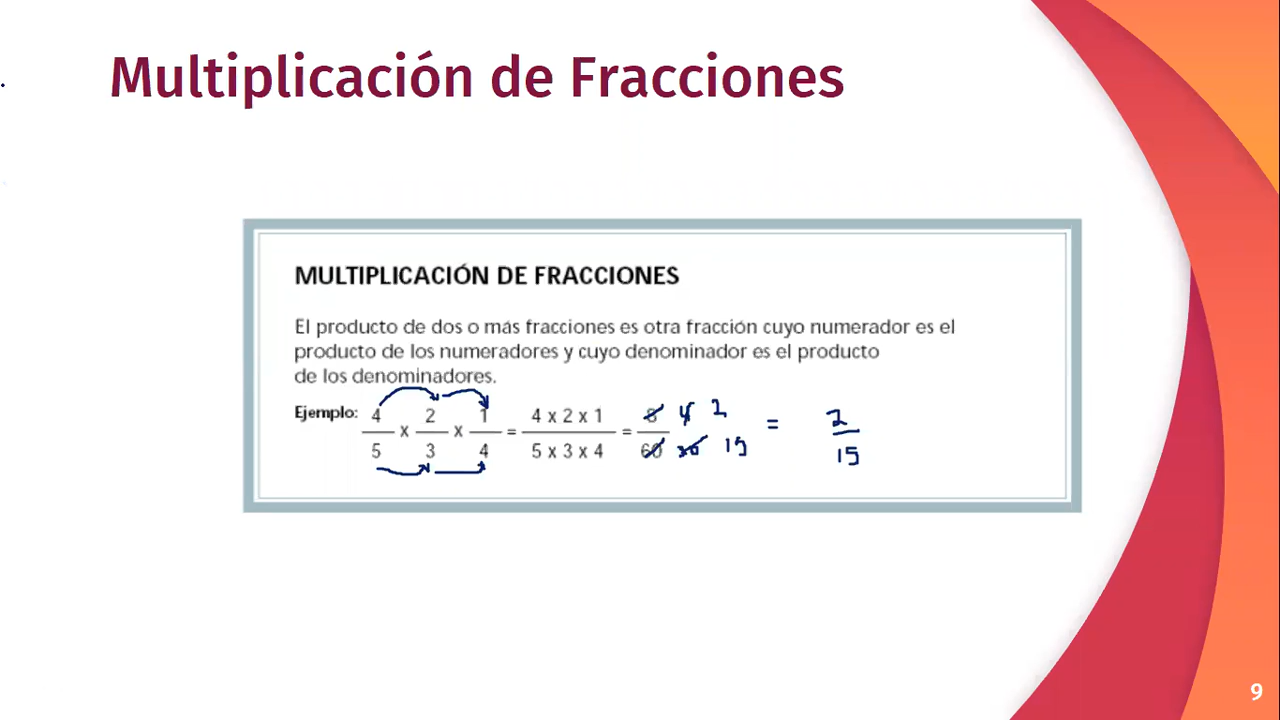 Multiplicación de Fracciones
MULTIPLICACIÓN DE FRACCIONES
El producto de dos o más fracciones es otra fracción cuyo numerador es el
producto de los numeradores y cuyo denominador es el producto
de los denominadores.
Ejemplo: 4/5 x 2/3 x 1/4 = 4 x 2 x 1 / 5 x 3 x 4 = 8/60 4/30 2/15 = 2/15
9